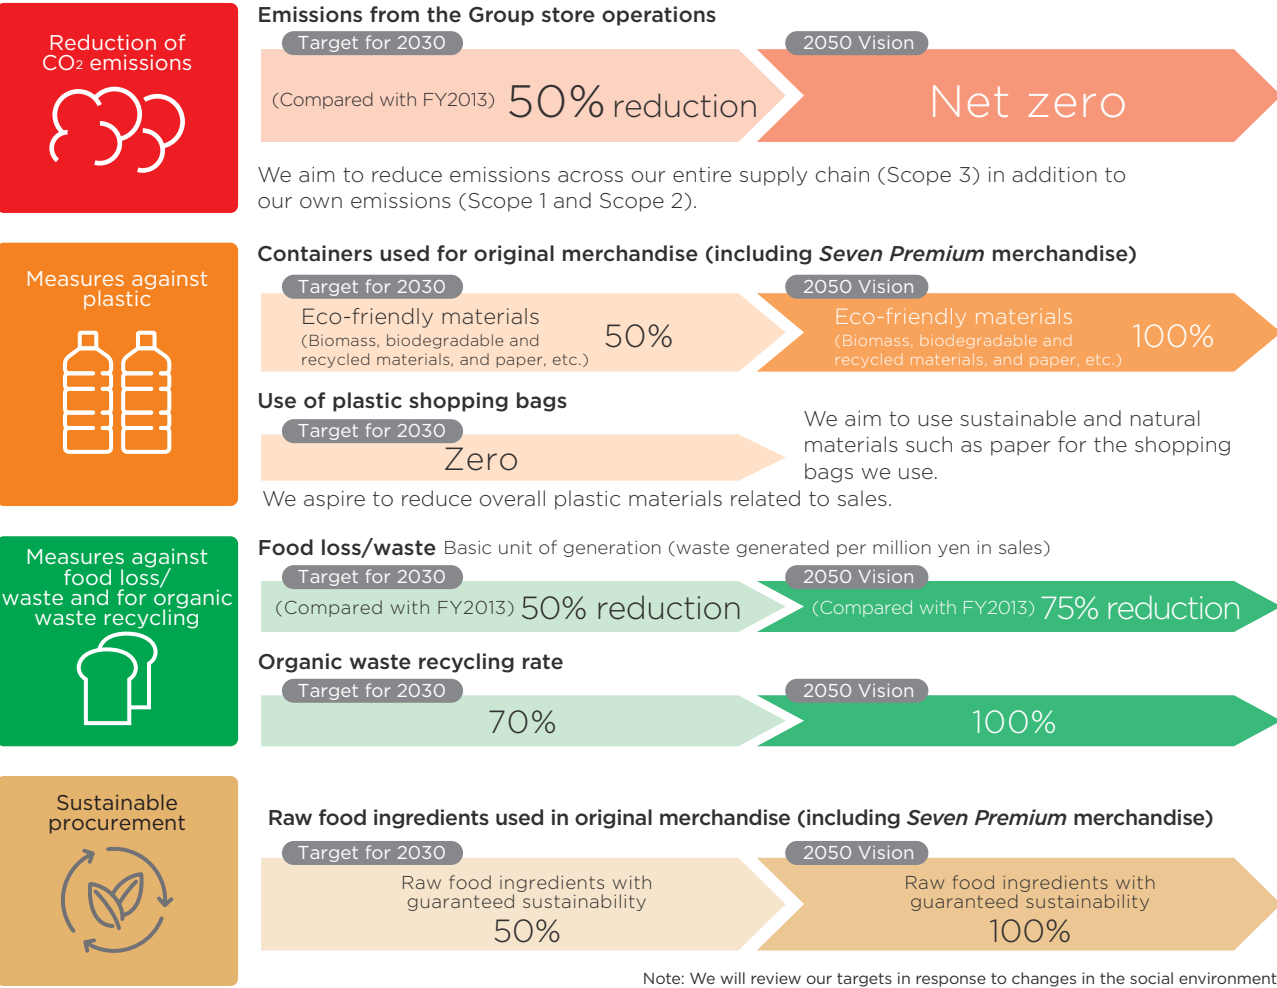 Reduction of
CO2 emissions
Emissions from the Group store operations
Target for 2030
(Compared with FY2013) 50% reduction
2050 Vision
Net zero
We aim to reduce emissions across our entire supply chain (Scope 3) in addition to
our own emissions (Scope 1 and Scope 2).
Measures against
plastic
Containers used for original merchandise (including Seven Premium merchandise)
Target for 2030
Eco-friendly materials
(Biomass, biodegradable and
recycled materials, and paper, etc.)
50%
2050 Vision
Eco-friendly materials
(Biomass, biodegradable and
recycled materials, and paper, etc.)
100%
Use of plastic shopping bags
Target for 2030
Zero
We aim to use sustainable and natural
materials such as paper for the shopping
bags we use.
We aspire to reduce overall plastic materials related to sales.
Measures against
food loss/
waste and for organic
waste recycling
Food loss/waste Basic unit of generation (waste generated per million yen in sales)
Target for 2030
(Compared with FY2013) 50% reduction
2050 Vision
(Compared with FY2013) 75% reduction
Organic waste recycling rate
Target for 2030
70%
2050 Vision
100%
Sustainable
procurement
Raw food ingredients used in original merchandise (including Seven Premium merchandise)
Target for 2030
Raw food ingredients with
guaranteed sustainability
50%
2050 Vision
Raw food ingredients with
guaranteed sustainability
100%
Note: We will review our targets in response to changes in the social environment